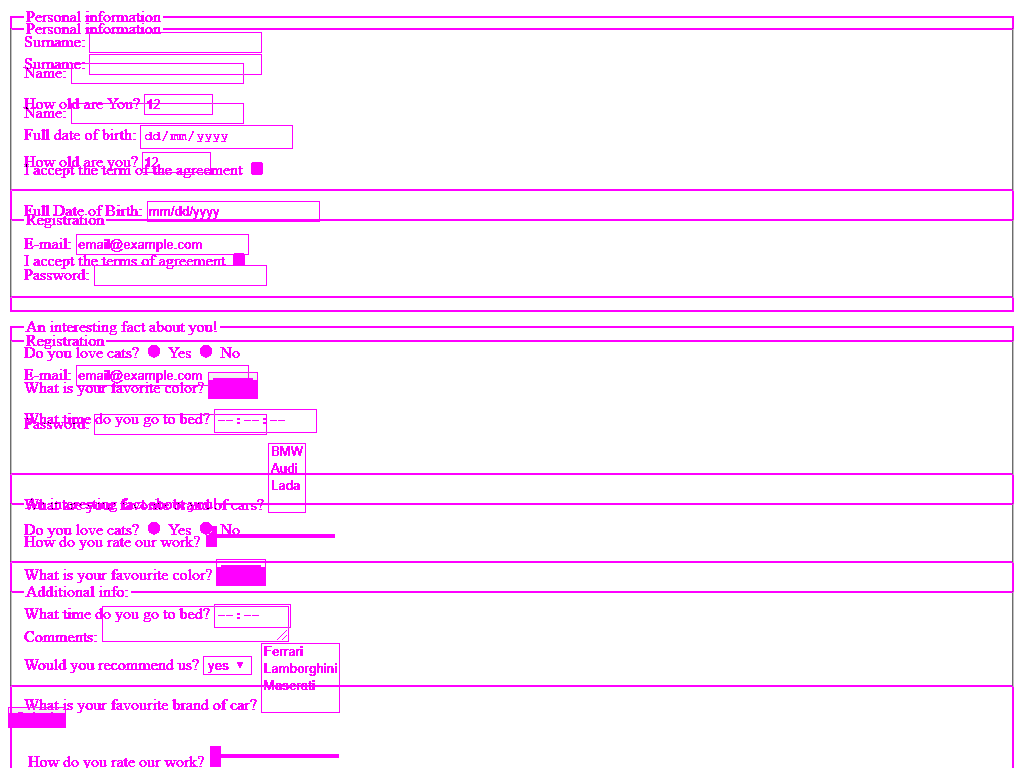 Personal information
Personal information
Surname:
Surname:
Name:
How old are You? 12
Name:
Full date of birth: dd/mm/yyyy
How old are you? 12
I accept the term of the agreement
Full Date of Birth: mm/dd/yyyy
Registration
E-mail: email@example.com
I accept the terms of agreement
Password:
An interesting fact about you!
Registration
Do you love cats? Yes No
E-mail: email@example.com
What is your favorite color?
What time do you go to bed? --:--:--
Password:
BMW
Audi
Lada
An interesting fact about you!
What are your favorite brand of cars?
Do you love cats? Yes No
How do you rate our work?
What is your favourite color?
Additional info:
What time do you go to bed? --:--
Comments:
Ferrari
Would you recommend us? yes
Lamborghini
Maserati
What is your favourite brand of car?
How do you rate our work?